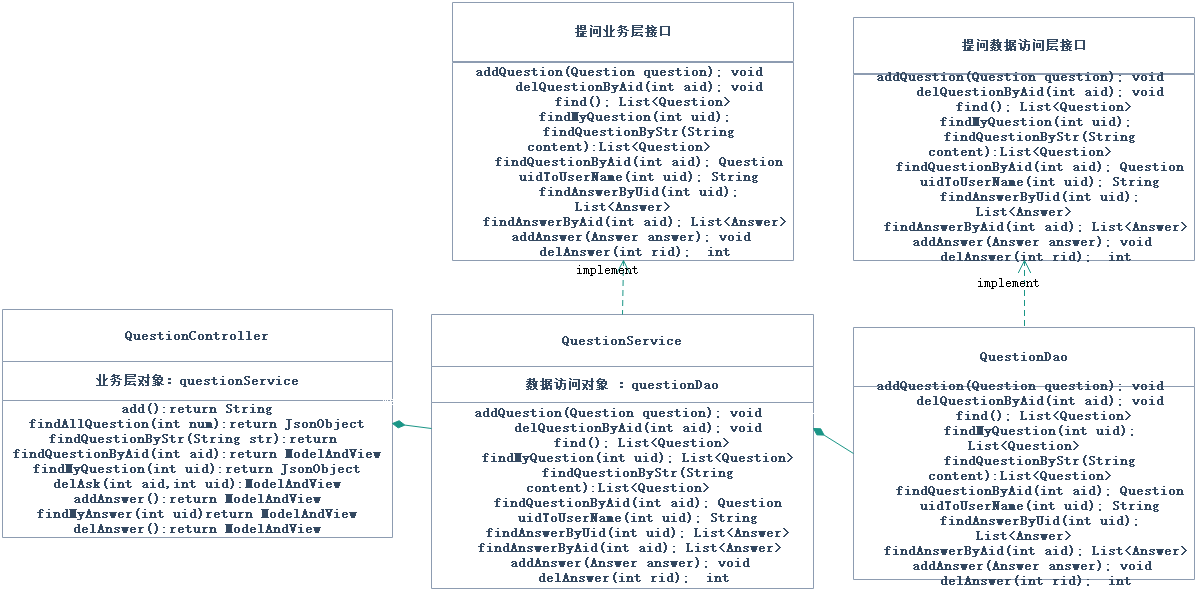 提问业务层接口
addQuestion(Question question); void
delQuestionByAid(int aid); void
find(); List<Question>
findMyQuestion(int uid);
findQuestionByStr(String
content):List<Question>
findQuestionByAid(int aid); Question
uidToUserName(int uid); String
findAnswerByUid(int uid);
List<Answer>
findAnswerByAid(int aid); List<Answer>
addAnswer(Answer answer); void
delAnswer(int rid);  int
implement
提问数据访问层接口
addQuestion(Question question); void
delQuestionByAid(int aid); void
find(); List<Question>
findMyQuestion(int uid);
findQuestionByStr(String
content):List<Question>
findQuestionByAid(int aid); Question
uidToUserName(int uid); String
findAnswerByUid(int uid);
List<Answer>
findAnswerByAid(int aid); List<Answer>
addAnswer(Answer answer); void
delAnswer(int rid);  int
implement
QuestionController
业务层对象：questionService
add():return String
findAllQuestion(int num):return JsonObject
findQuestionByStr(String str):return
findQuestionByAid(int aid):return ModelAndView
findMyQuestion(int uid):return JsonObject
delAsk(int aid,int uid):ModelAndView
addAnswer():return ModelAndView
findMyAnswer(int uid)return ModelAndView
delAnswer():return ModelAndView
QuestionService
数据访问对象 ：questionDao
addQuestion(Question question); void
delQuestionByAid(int aid); void
find(); List<Question>
findMyQuestion(int uid); List<Question>
findQuestionByStr(String
content):List<Question>
findQuestionByAid(int aid); Question
uidToUserName(int uid); String
findAnswerByUid(int uid); List<Answer>
findAnswerByAid(int aid); List<Answer>
addAnswer(Answer answer); void
delAnswer(int rid);  int
QuestionDao
addQuestion(Question question); void
delQuestionByAid(int aid); void
find(); List<Question>
findMyQuestion(int uid);
List<Question>
findQuestionByStr(String
content):List<Question>
findQuestionByAid(int aid); Question
uidToUserName(int uid); String
findAnswerByUid(int uid);
List<Answer>
findAnswerByAid(int aid); List<Answer>
addAnswer(Answer answer); void
delAnswer(int rid);  int